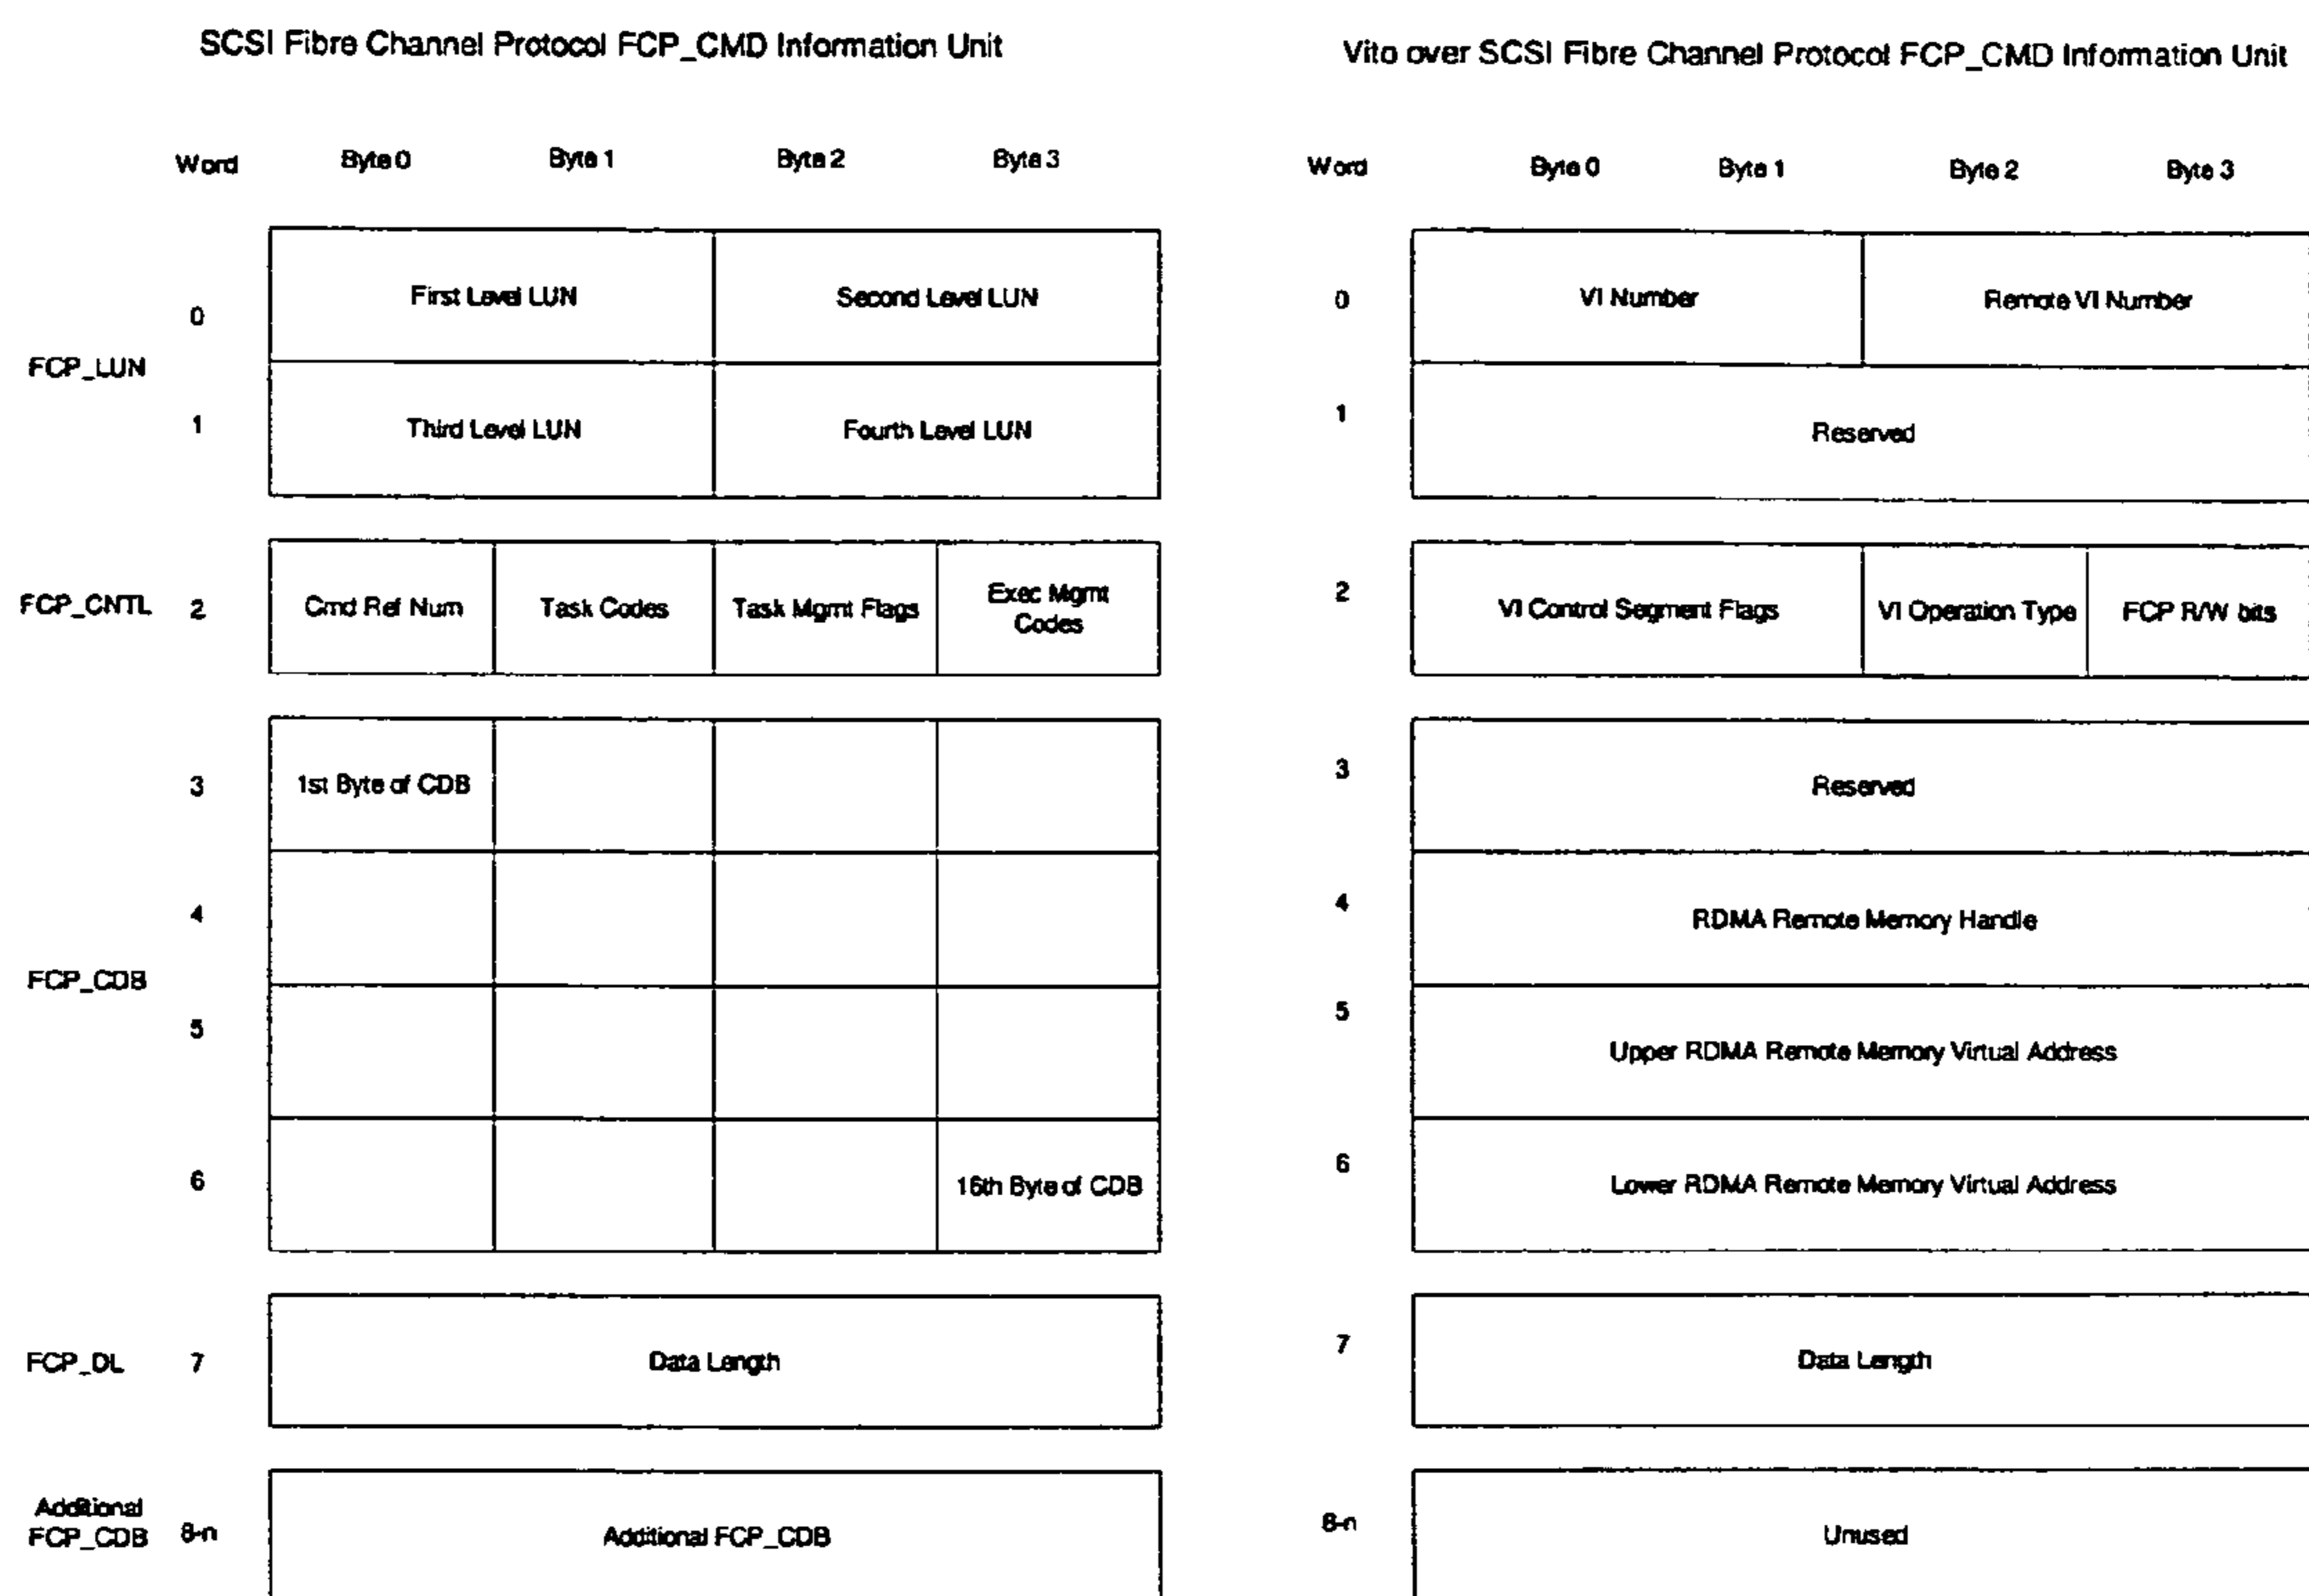 SCSI Fibre Channel Protocol FCP_CMD Information Unit
Word Byte 0 Byte 1 Byte 2 Byte 3
FCP_LUN
0 First Level LUN Second Level LUN
1 Third Level LUN Fourth Level LUN
FCP_CNTL 2 Cmd Ref Num Task Codes Task Mgmt Flags Exec Mgmt
Codes
FCP_CDB
3 1st Byte of CDB
4
5
6 16th Byte of CDB
FCP_DL 7 Data Length
Additional
FCP_CDB 8-n Additional FCP_CDB
Vito over SCSI Fibre Channel Protocol FCP_CMD Information Unit
Word Byte 0 Byte 1 Byte 2 Byte 3
0 VI Number Remote VI Number
1 Reserved
2 VI Control Segment Flags VI Operation Type FCP R/W bits
3 Reserved
4 RDMA Remote Memory Handle
5 Upper RDMA Remote Memory Virtual Address
6 Lower RDMA Remote Memory Virtual Address
7 Data Length
8-n Unused